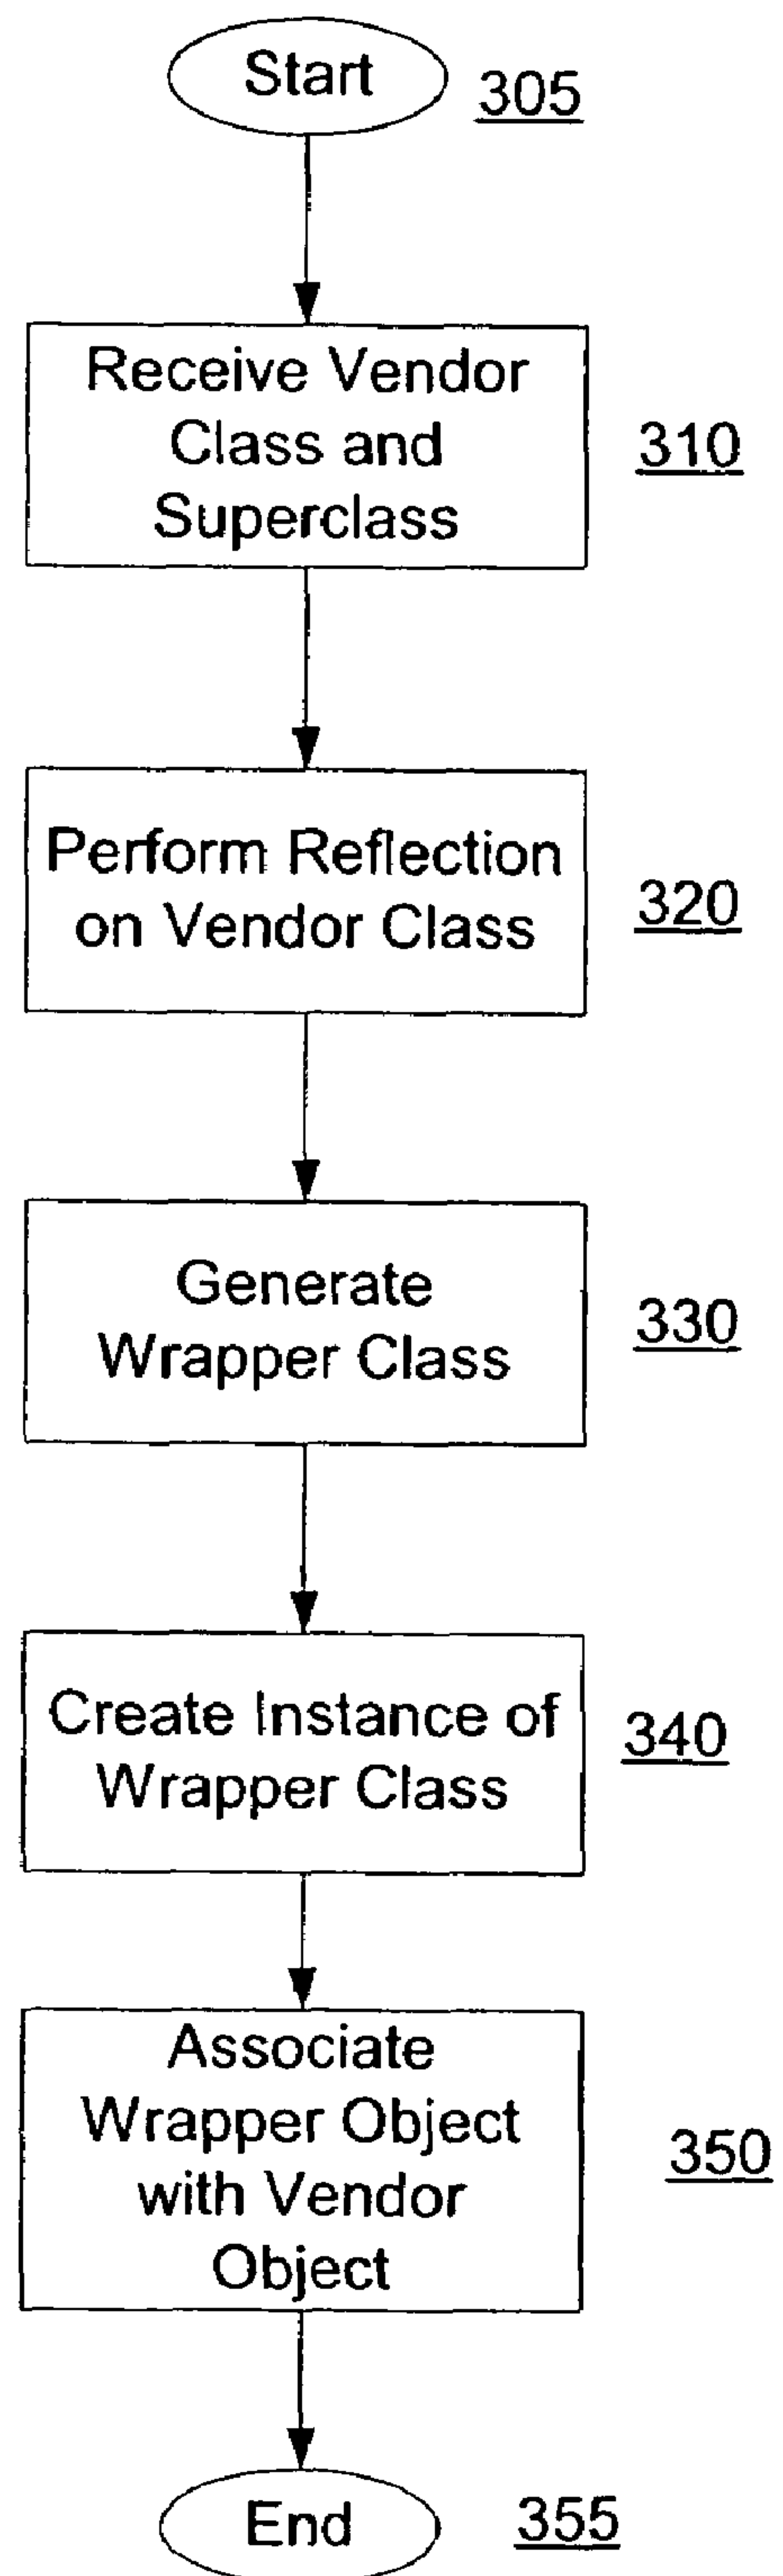 Start
305
Receive Vendor
Class and
Superclass
310
Perform Reflection
on Vendor Class
320
Generate
Wrapper Class
330
Create Instance of
Wrapper Class
340
Associate
Wrapper Object
with Vendor
Object
350
End
355